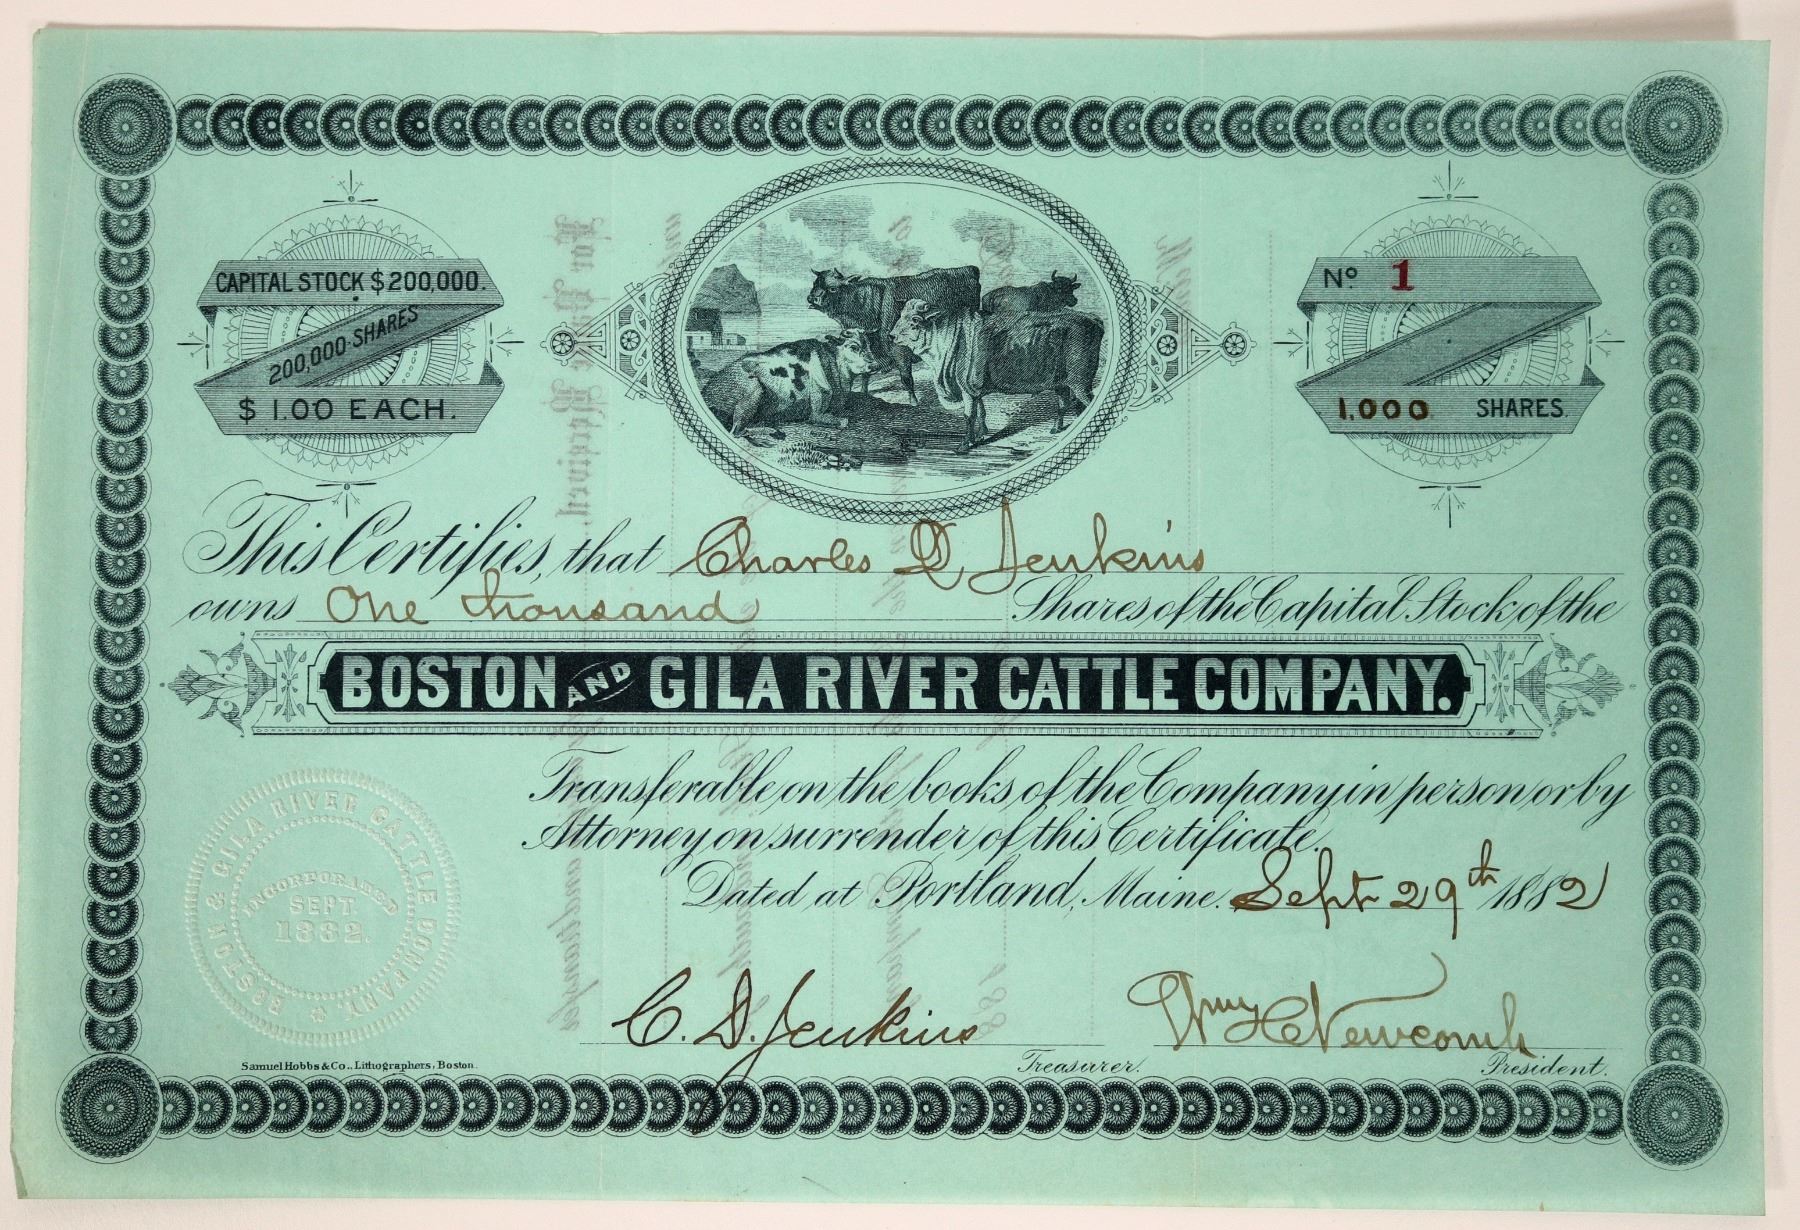 CAPITAL STOCK $200,000.
200,000 SHARES
$1.00 EACH.
No 1
1.000 SHARES.
This Certifies, that Charles D Jenkins
owns One thousand Shares of the Capital Stock of the
BOSTON AND GILA RIVER CATTLE COMPANY.
Transferable on the books of the Company in person or by
Attorney on surrender of this Certificate.
Dated at Portland, Maine. Sept 29th 1882
BOSTON & GILA RIVER CATTLE COMPANY.
INCORPORATED
SEPT.
1882.
C. D. Jenkins
Treasurer.
Wm H Newcomb
President.
Samuel Hobbs & Co., Lithographers, Boston.